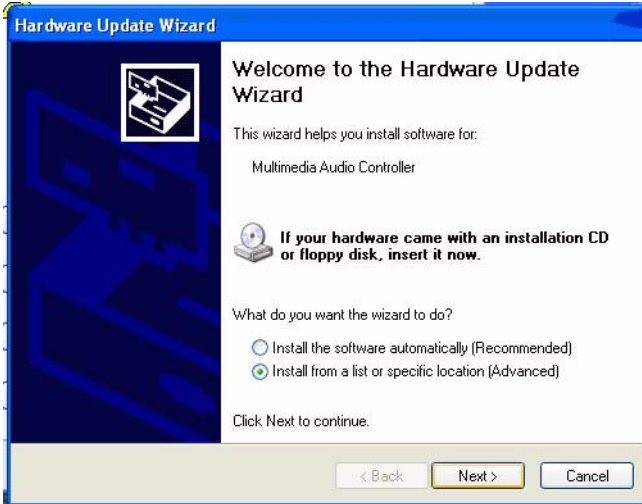 Hardware Update Wizard
Welcome to the Hardware Update
Wizard
This wizard helps you install software for:
Multimedia Audio Controller
If your hardware came with an installation CD
or floppy disk, insert it now.
What do you want the wizard to do?
Install the software automatically (Recommended)
Install from a list or specific location (Advanced)
Click Next to continue.
< Back Next > Cancel